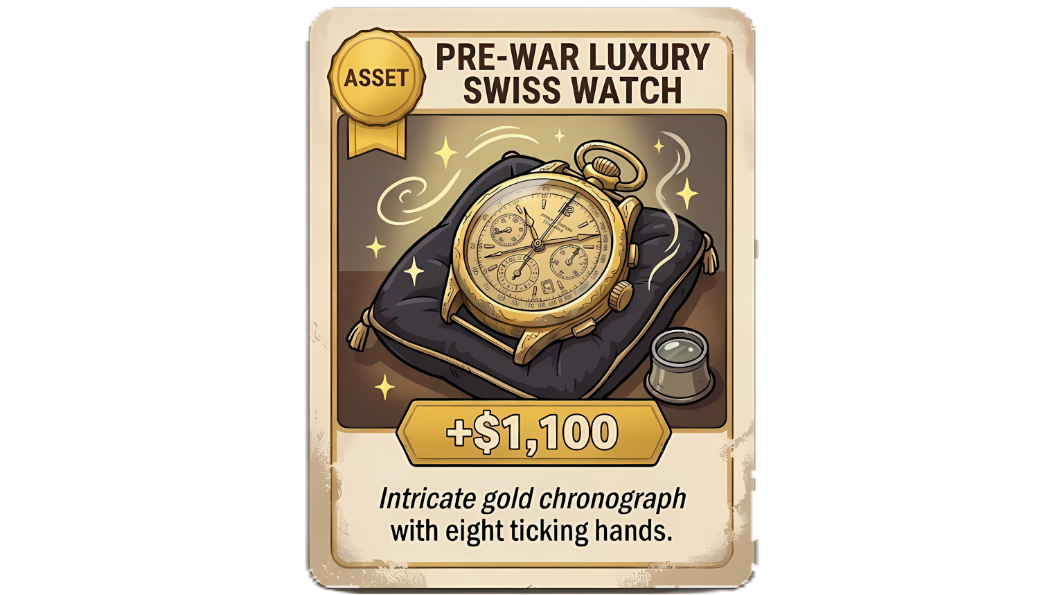 ASSET
PRE-WAR LUXURY
SWISS WATCH
+$1,100
Intricate gold chronograph
with eight ticking hands.